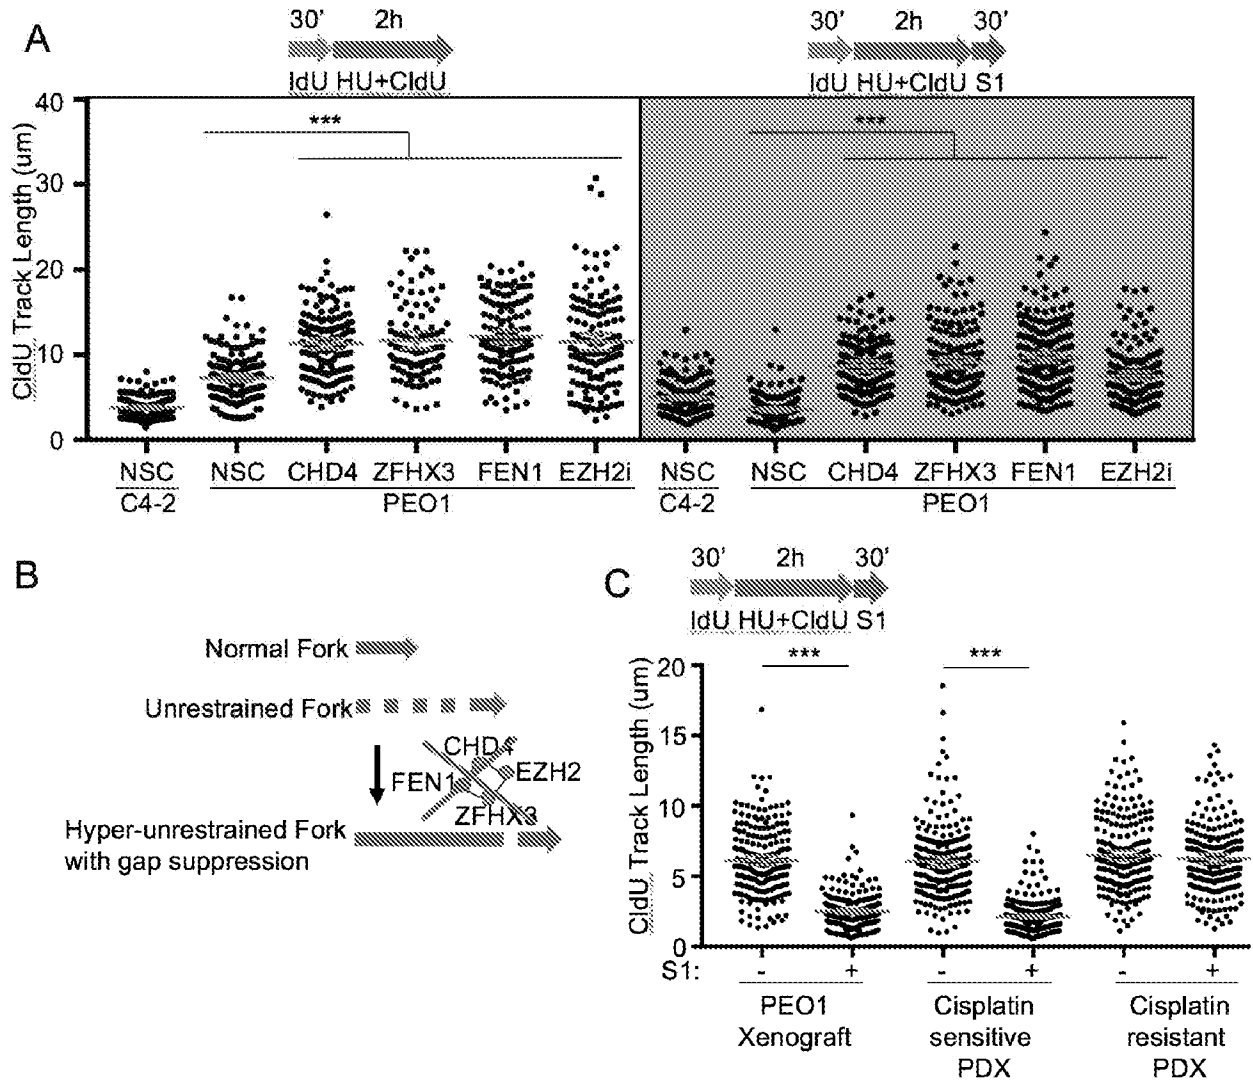 A
30' 2h
IdU HU+CldU
30' 2h 30'
IdU HU+CldU S1
CldU Track Length (um)
40
30
20
10
0
***
***
NSC NSC CHD4 ZFHX3 FEN1 EZH2i NSC NSC CHD4 ZFHX3 FEN1 EZH2i
C4-2 PEO1 C4-2 PEO1
B
Normal Fork
Unrestrained Fork
CHD4
FEN1 EZH2
ZFHX3
Hyper-unrestrained Fork
with gap suppression
C
30' 2h 30'
IdU HU+CldU S1
CldU Track Length (um)
20
15
10
5
0
***
***
S1: - + - + - +
PEO1
Xenograft
Cisplatin
sensitive
PDX
Cisplatin
resistant
PDX